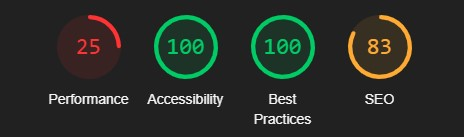 25 100 100 83
Performance Accessibility Best Practices SEO